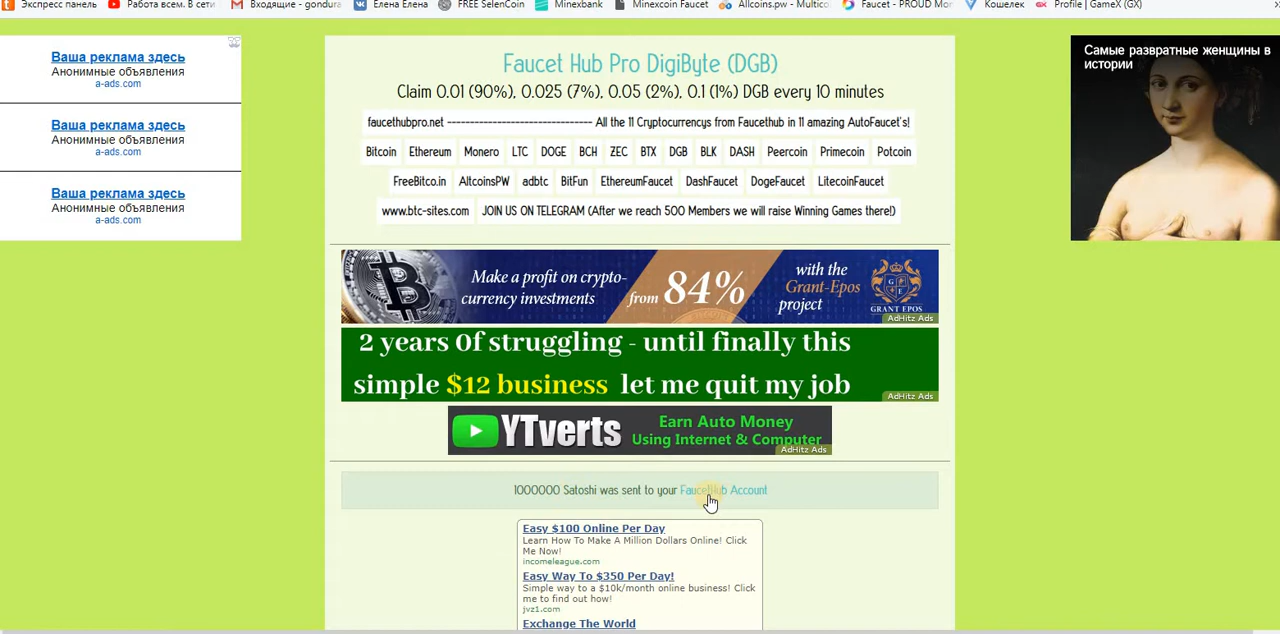 Экспресс панель
Работа всем. В сети
Входящие - gondura
Елена Елена
FREE SelenCoin
Minexbank
Minexcoin Faucet
Allcoins.pw - Multico
Faucet - PROUD Mon
Кошелек
Profile | GameX (GX)
Ваша реклама здесь
Анонимные объявления
a-ads.com
Ваша реклама здесь
Анонимные объявления
a-ads.com
Ваша реклама здесь
Анонимные объявления
a-ads.com
Faucet Hub Pro DigiByte (DGB)
Claim 0.01 (90%), 0.025 (7%), 0.05 (2%), 0.1 (1%) DGB every 10 minutes
faucethubpro.net ------------------------------- All the 11 Cryptocurrencys from Faucethub in 11 amazing AutoFaucet's!
Bitcoin Ethereum Monero LTC DOGE BCH ZEC BTX DGB BLK DASH Peercoin Primecoin Potcoin
FreeBitco.in AltcoinsPW adbtc BitFun EthereumFaucet DashFaucet DogeFaucet LitecoinFaucet
www.btc-sites.com JOIN US ON TELEGRAM (After we reach 500 Members we will raise Winning Games there!)
Make a profit on crypto-
currency investments
from 84%
with the
Grant-Epos
project
G E
GRANT EPOS
AdHitz Ads
2 years of struggling - until finally this
simple $12 business let me quit my job
AdHitz Ads
YTverts
Earn Auto Money
Using Internet & Computer
AdHitz Ads
1000000 Satoshi was sent to your FaucetHub Account
Easy $100 Online Per Day
Learn How To Make A Million Dollars Online! Click
Me Now!
incomeleague.com
Easy Way To $350 Per Day!
Simple way to a $10k/month online business! Click
me to find out how!
jvz1.com
Exchange The World
Самые развратные женщины в
истории